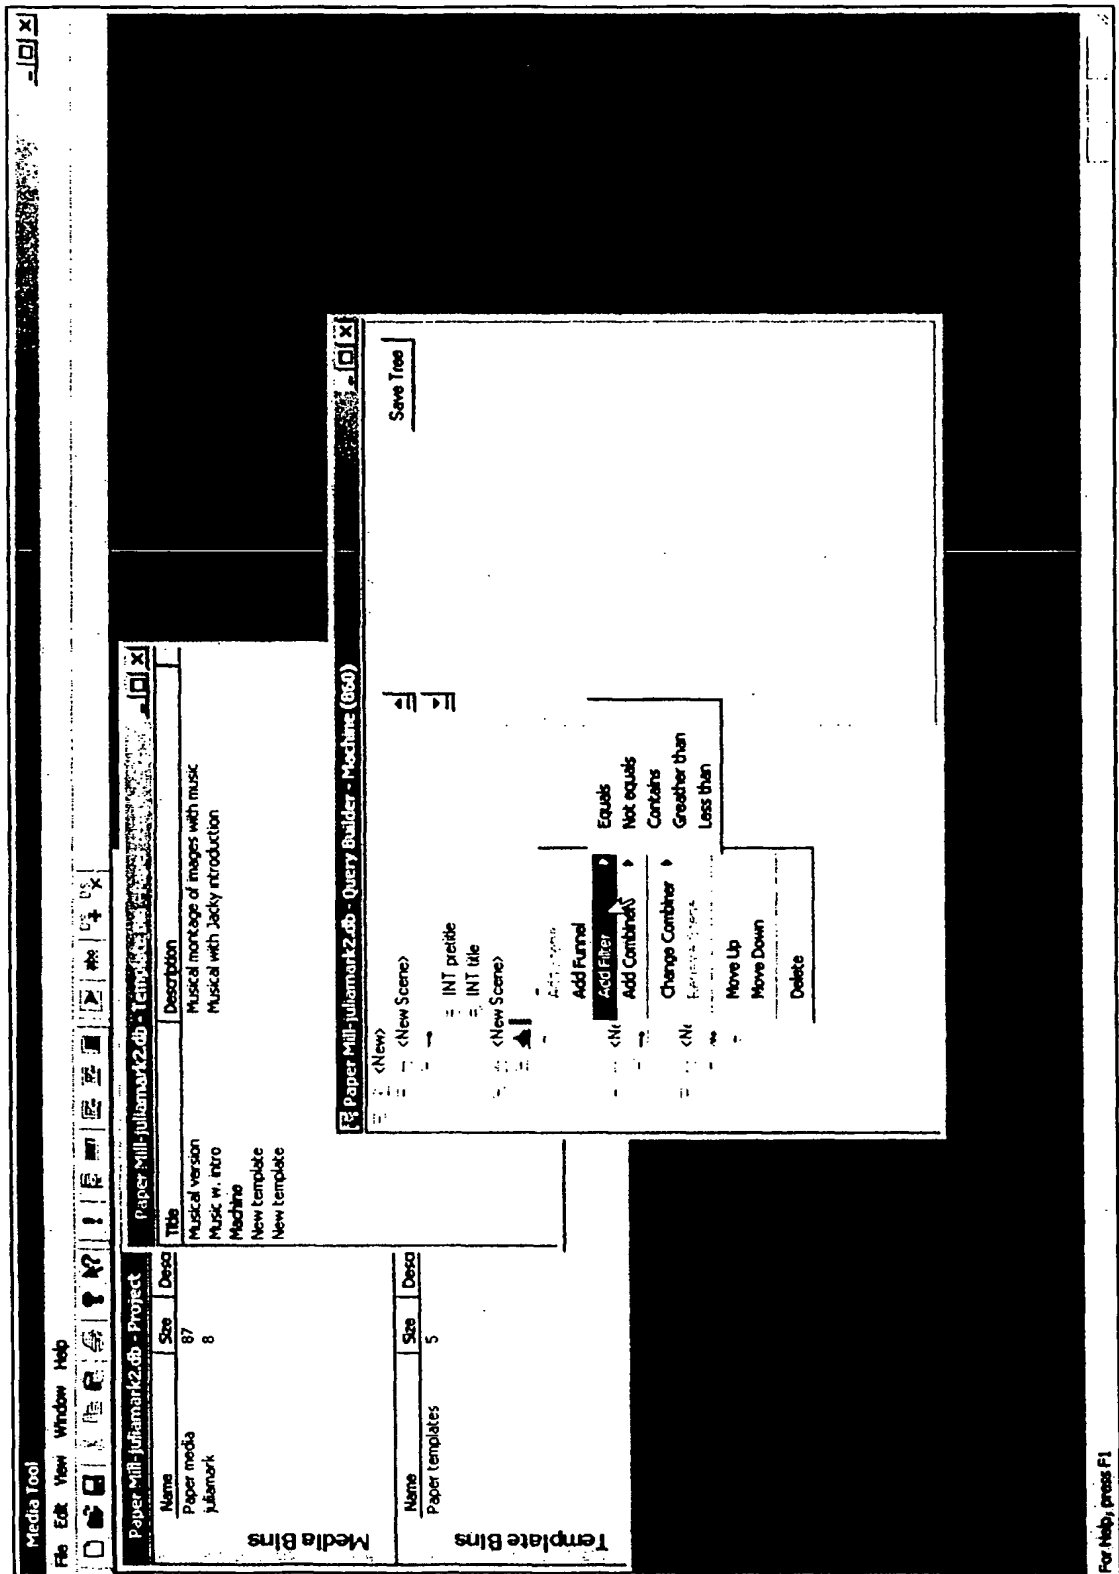 Media Tool
File Edit View Window Help
Paper Mill-juliamark2.db - Project
Name Size Desc
Paper media 87
juliamark 8
Media Bins
Name Size Desc
Paper templates 5
Template Bins
Paper Mill-juliamark2.db -
Title Description
Musical version Musical montage of images with music
Music w. intro Musical with Jacky introduction
Machine
New template
New template
Paper Mill-juliamark2.db - Query Builder - Machine (860)
Save Tree
<New>
<New Scene>
INT pretitle
INT title
<New Scene>
Add Funnel
Add Filter
Add Combiner
Change Combiner
Move Up
Move Down
Delete
Equals
Not equals
Contains
Greather than
Less than
For Help, press F1